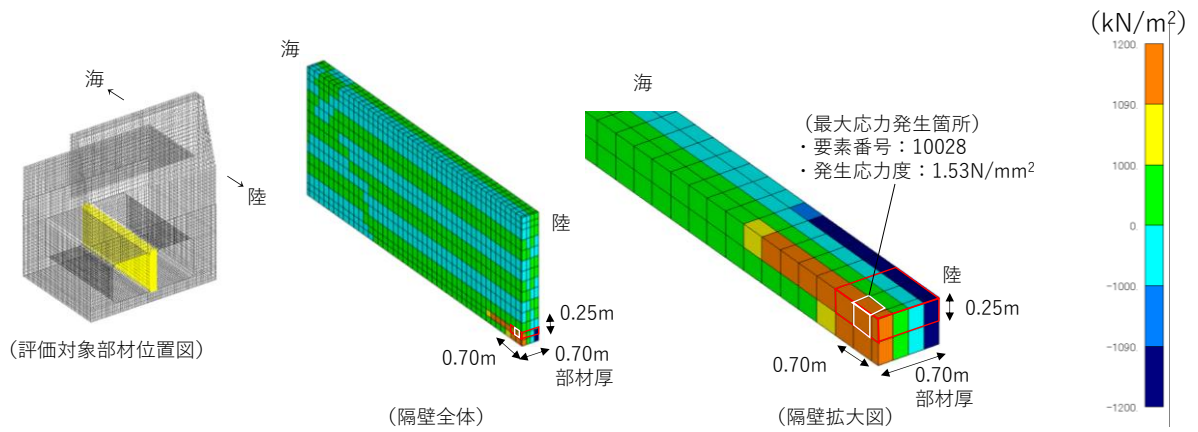 海
陸
(評価対象部材位置図)
海
陸
0.25m
0.70m
0.70m
部材厚
(隔壁全体)
海
(最大応力発生箇所)
・要素番号：10028
・発生応力度：1.53N/mm²
陸
0.25m
0.70m
0.70m
部材厚
(隔壁拡大図)
(kN/m²)
1200.
1090.
1000.
0.
-1000.
-1090.
-1200.